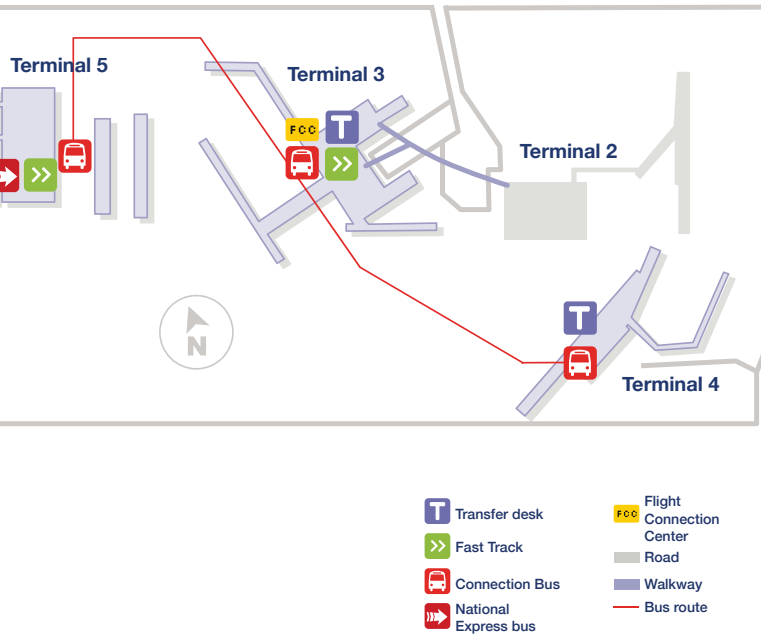 Terminal 5
Terminal 3
FCC
T
Terminal 2
N
T
Terminal 4
T Transfer desk
Fast Track
Connection Bus
National
Express bus
FCC Flight
Connection
Center
Road
Walkway
Bus route